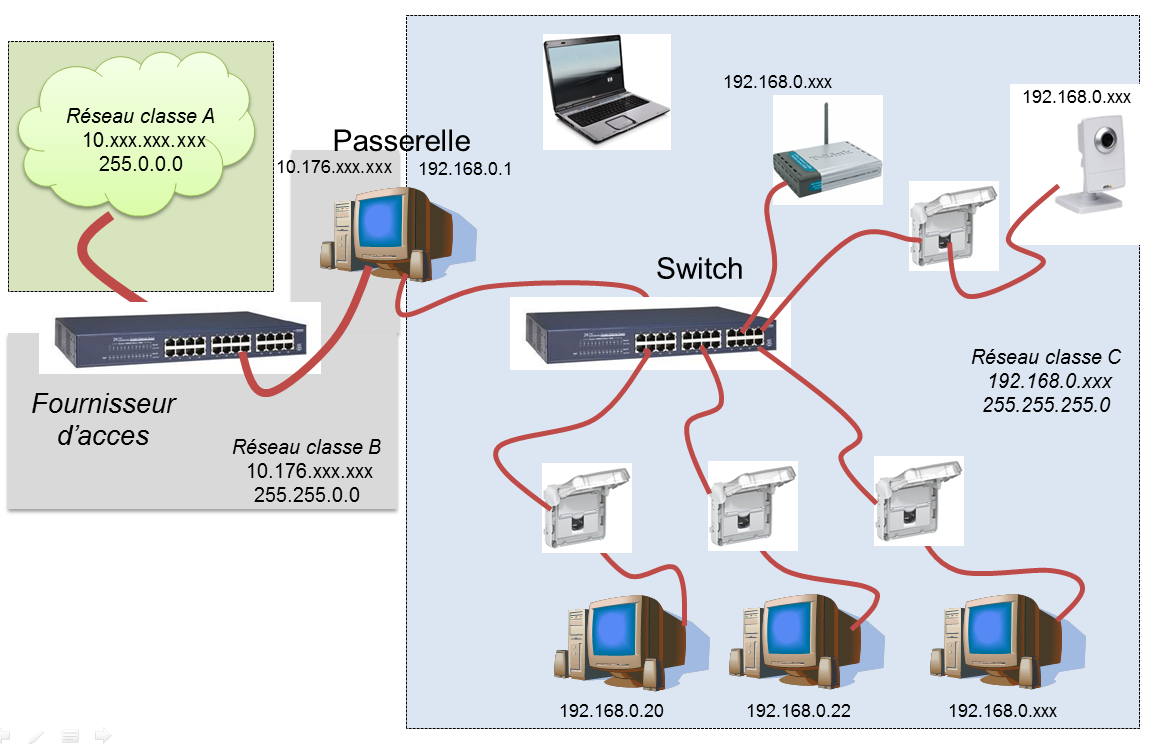 Réseau classe A
10.xxx.xxx.xxx
255.0.0.0
Passerelle
10.176.xxx.xxx
192.168.0.1
192.168.0.xxx
192.168.0.xxx
Switch
Fournisseur
d'acces
Réseau classe B
10.176.xxx.xxx
255.255.0.0
Réseau classe C
192.168.0.xxx
255.255.255.0
192.168.0.20
192.168.0.22
192.168.0.xxx